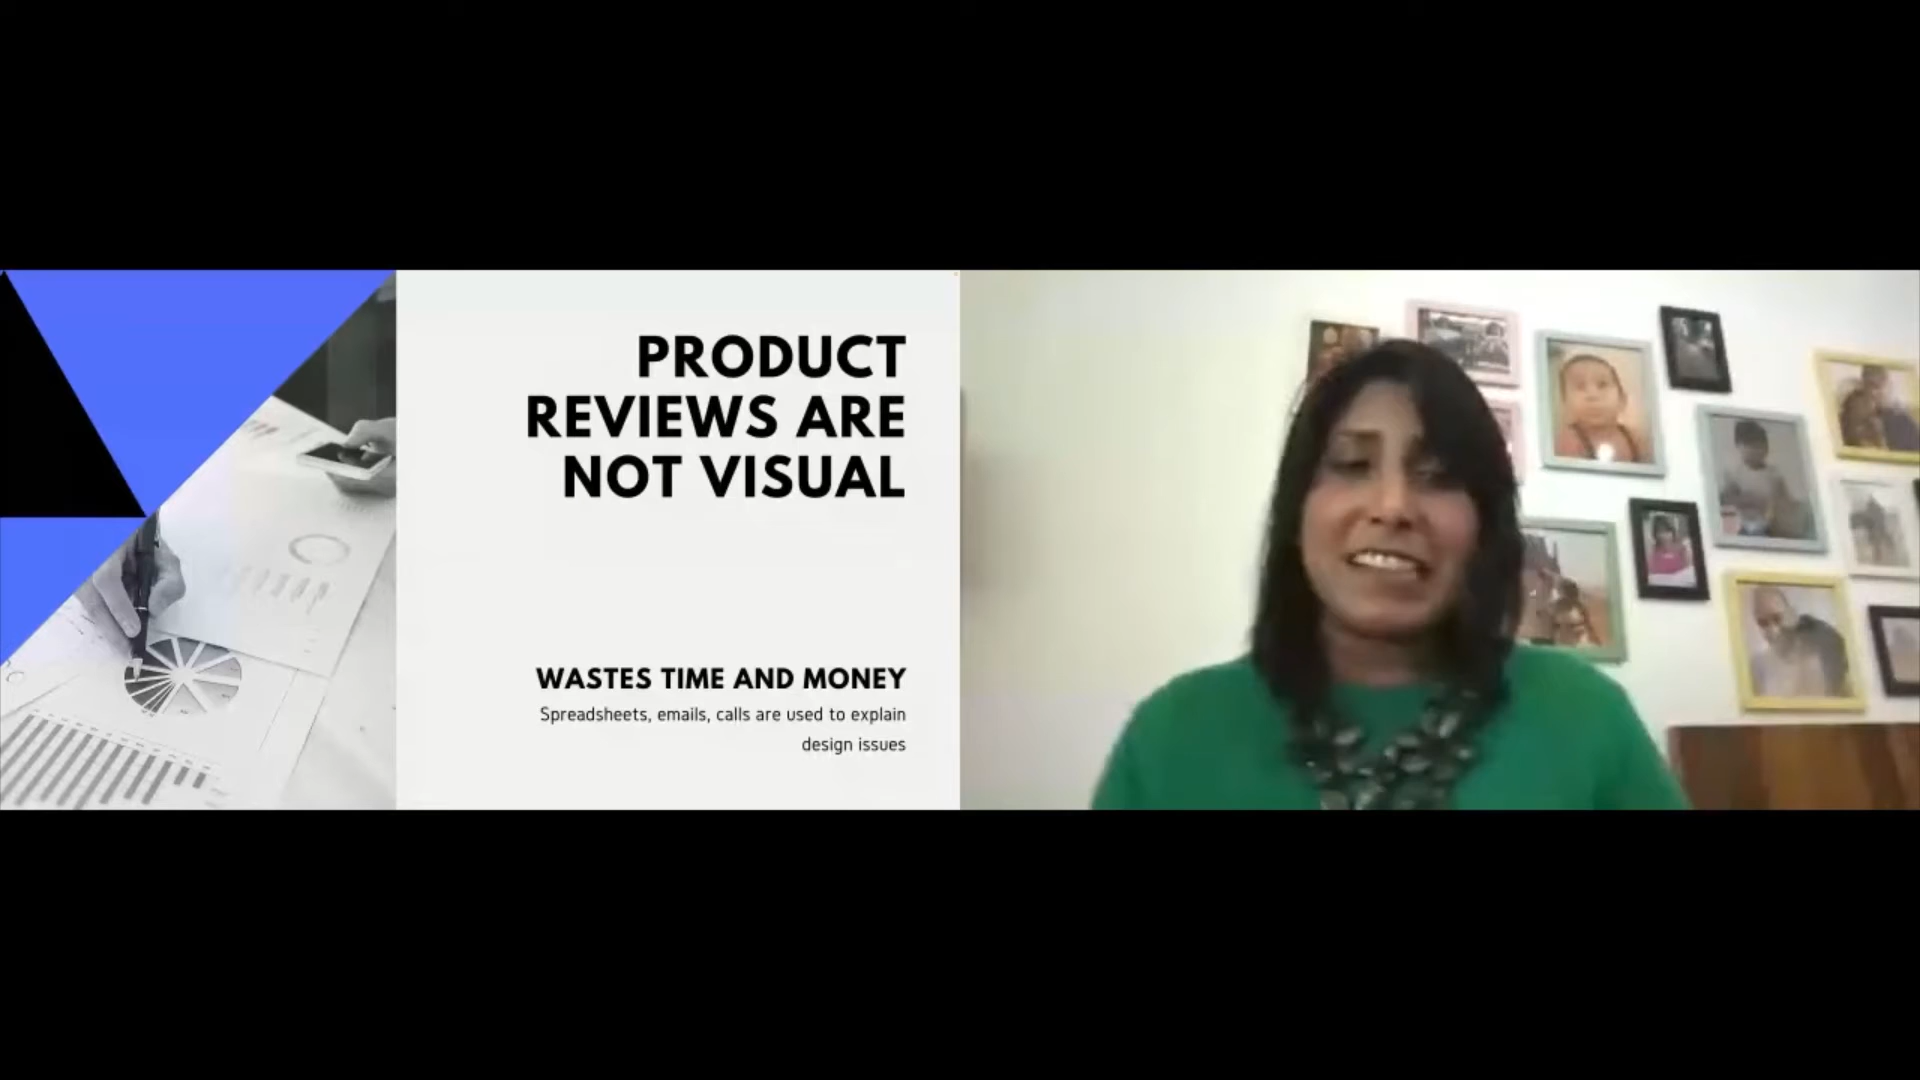 PRODUCT
REVIEWS ARE
NOT VISUAL
WASTES TIME AND MONEY
Spreadsheets, emails, calls are used to explain
design issues